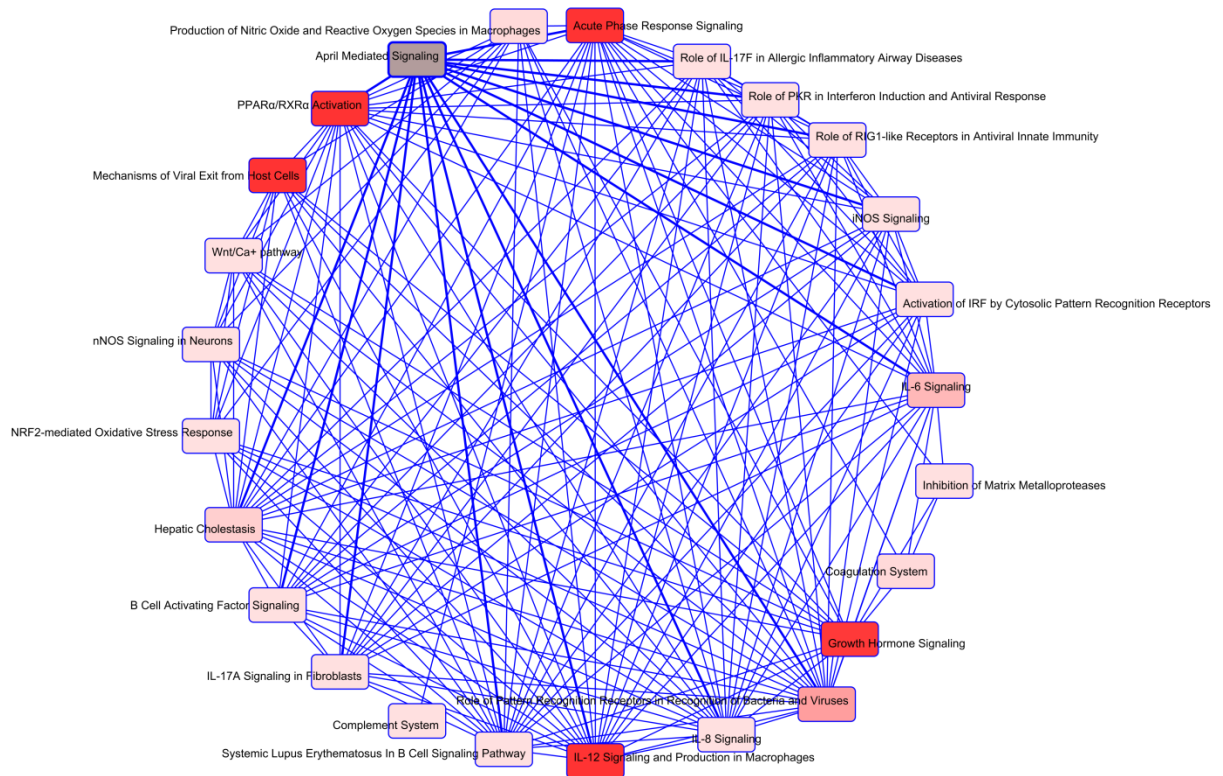 Production of Nitric Oxide and Reactive Oxygen Species in Macrophages
Acute Phase Response Signaling
April Mediated Signaling
Role of IL-17F in Allergic Inflammatory Airway Diseases
PPARα/RXRα Activation
Role of PKR in Interferon Induction and Antiviral Response
Role of RIG1-like Receptors in Antiviral Innate Immunity
Mechanisms of Viral Exit from Host Cells
iNOS Signaling
Wnt/Ca+ pathway
Activation of IRF by Cytosolic Pattern Recognition Receptors
nNOS Signaling in Neurons
IL-6 Signaling
NRF2-mediated Oxidative Stress Response
Inhibition of Matrix Metalloproteases
Hepatic Cholestasis
Coagulation System
B Cell Activating Factor Signaling
Growth Hormone Signaling
IL-17A Signaling in Fibroblasts
Role of Pattern Recognition Receptors in Recognition of Bacteria and Viruses
Complement System
IL-8 Signaling
Systemic Lupus Erythematosus In B Cell Signaling Pathway
IL-12 Signaling and Production in Macrophages